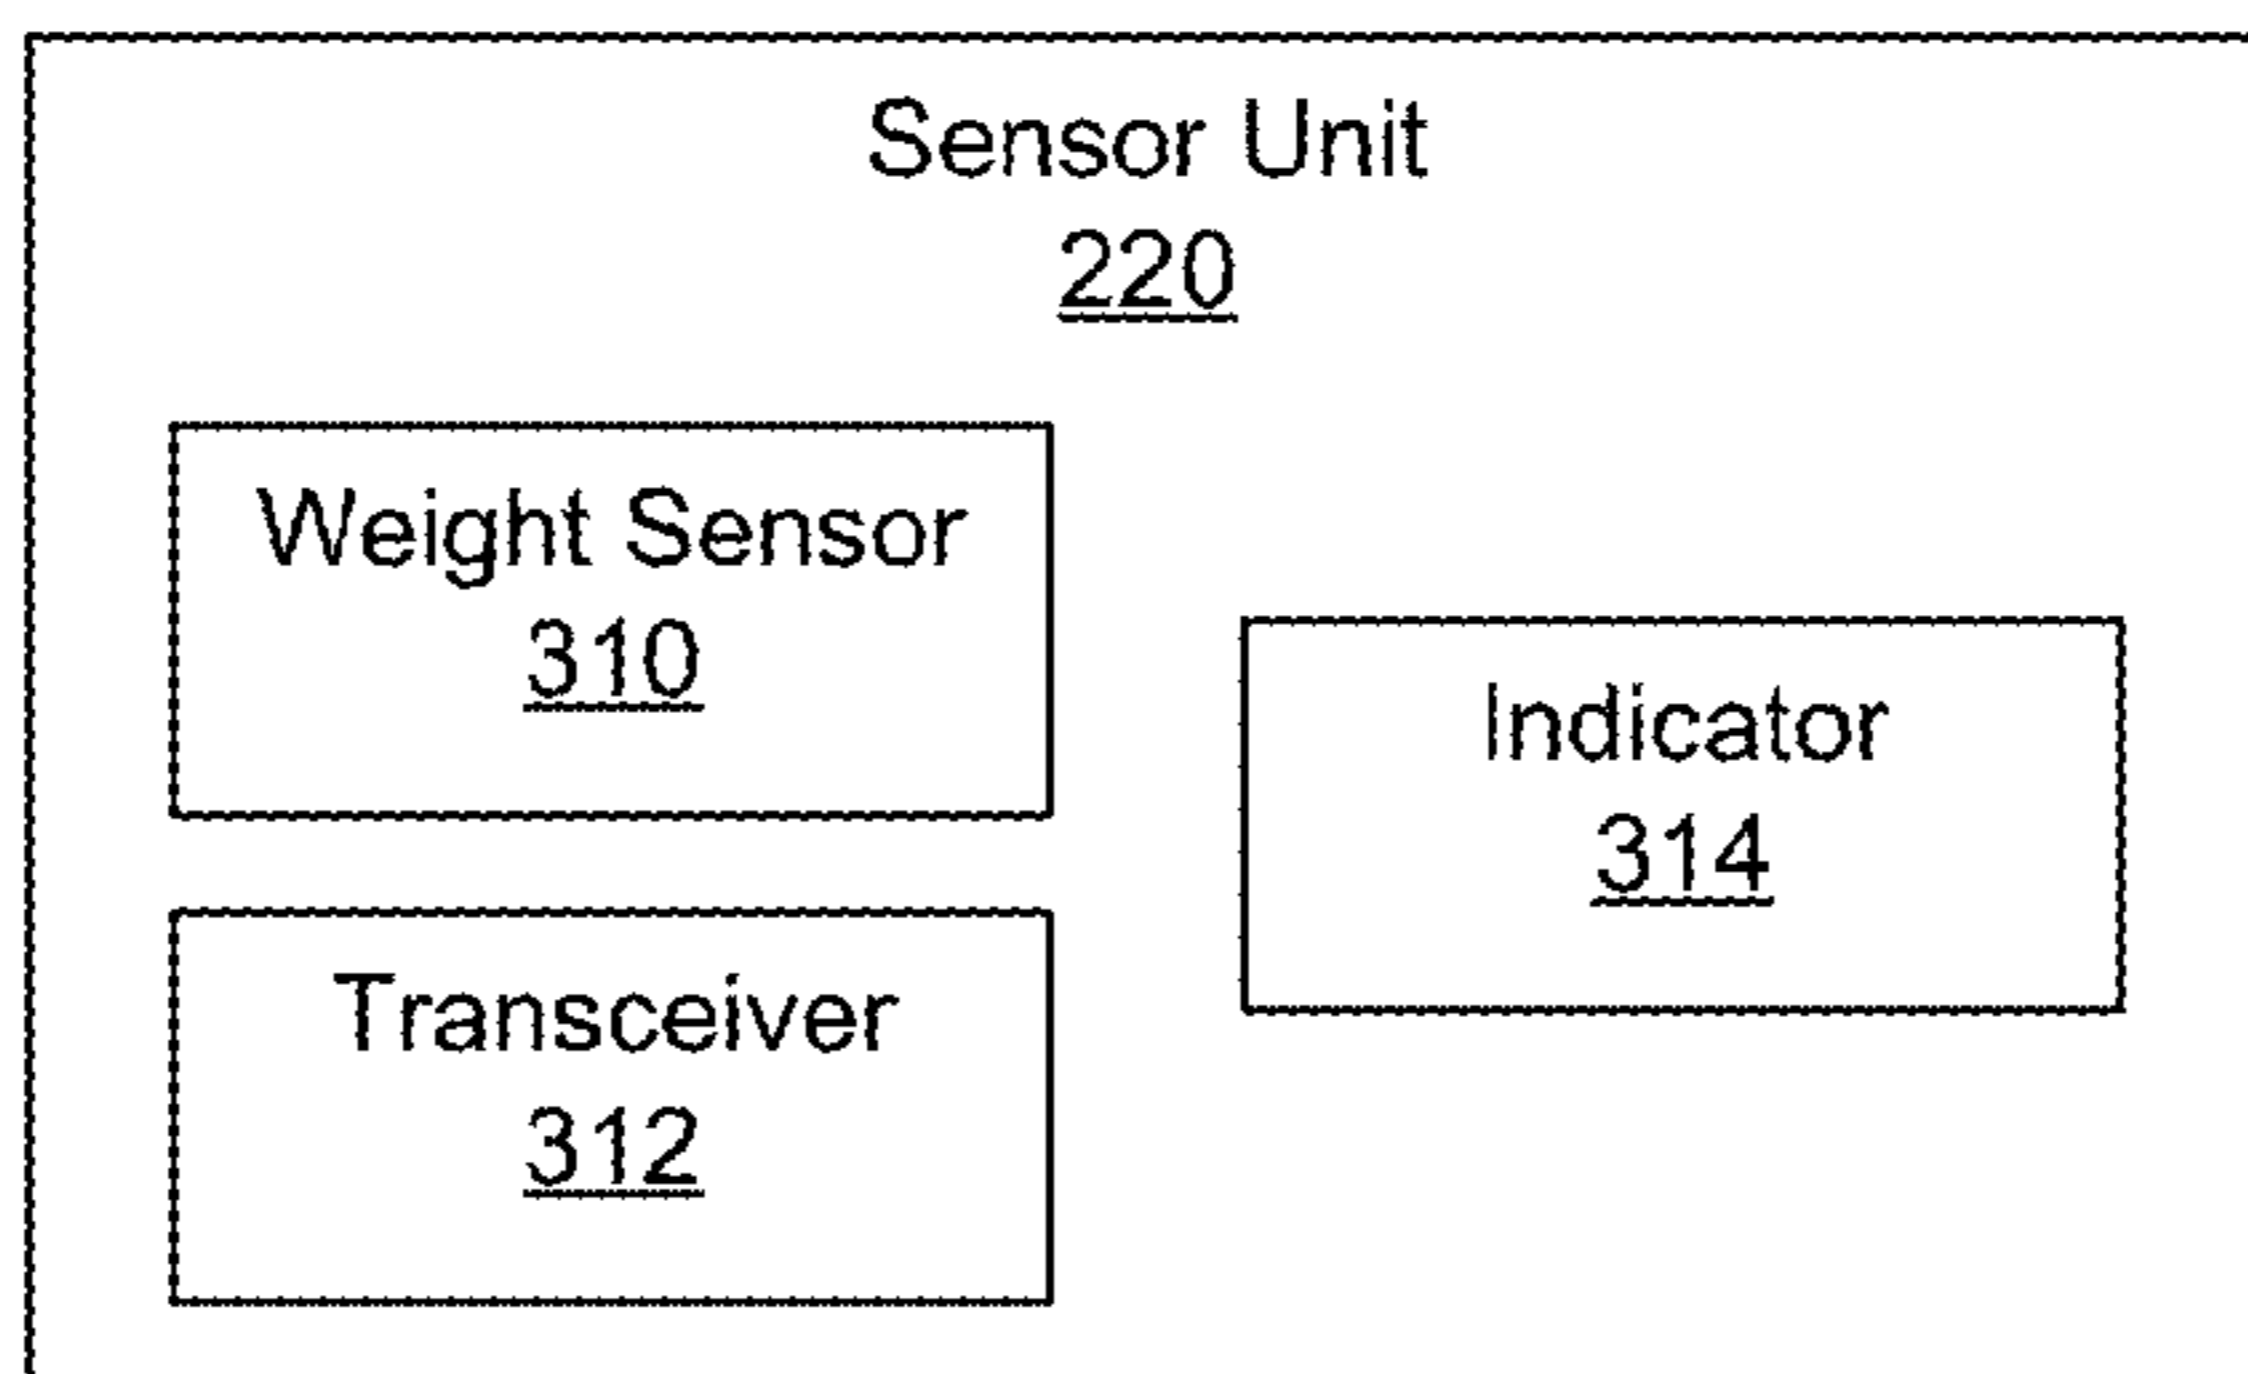 Sensor Unit
220
Weight Sensor
310
Indicator
314
Transceiver
312